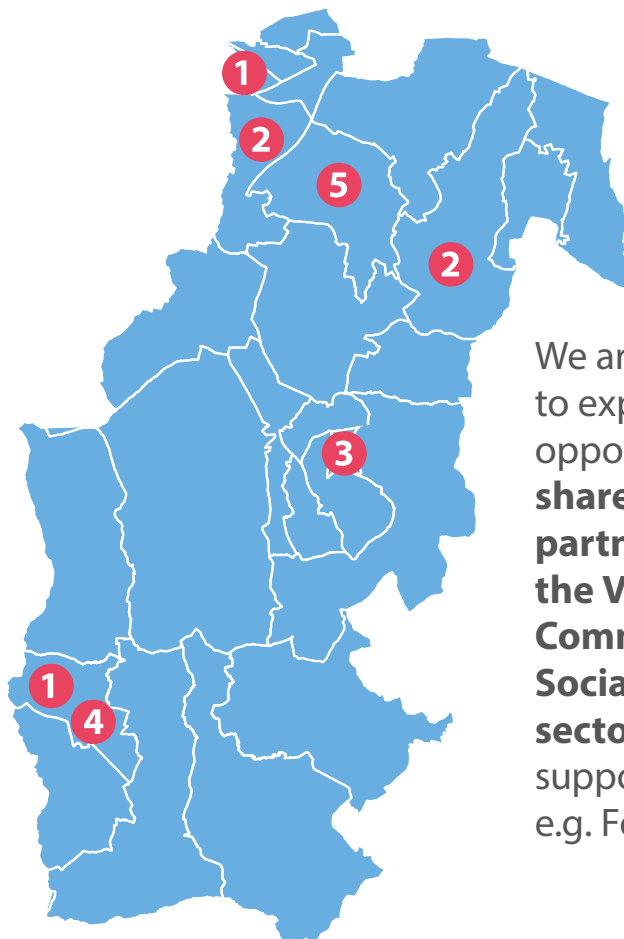 1
2
5
2
3
1
4
We ar
to exp
oppo
share
partn
the V
Comm
Socia
secto
suppo
e.g. Fo